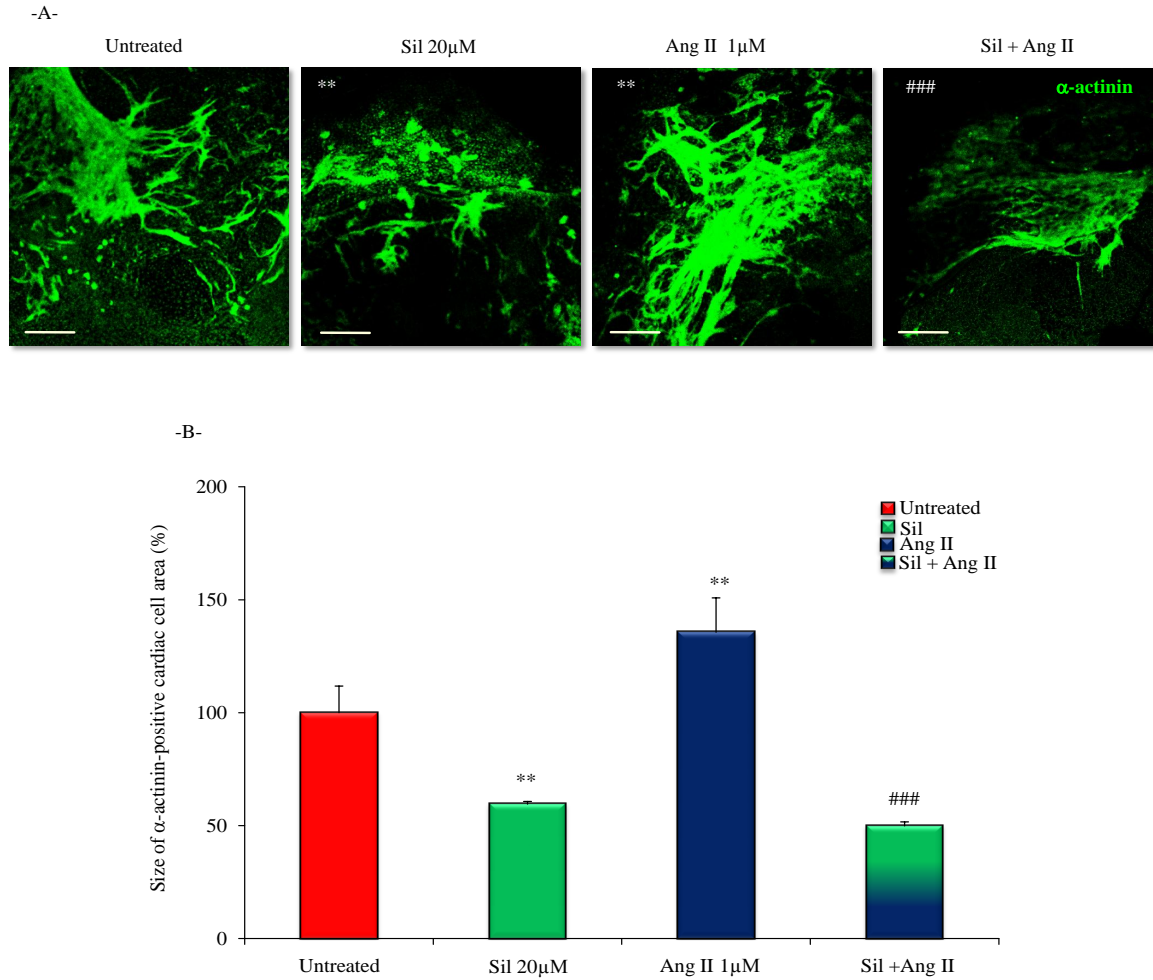 -A-
Untreated
Sil 20µM
Ang II 1µM
Sil + Ang II
**
**
###
α-actinin
-B-
Size of α-actinin-positive cardiac cell area (%)
200
150
100
50
0
**
**
###
Untreated
Sil
Ang II
Sil + Ang II
Untreated
Sil 20µM
Ang II 1µM
Sil +Ang II